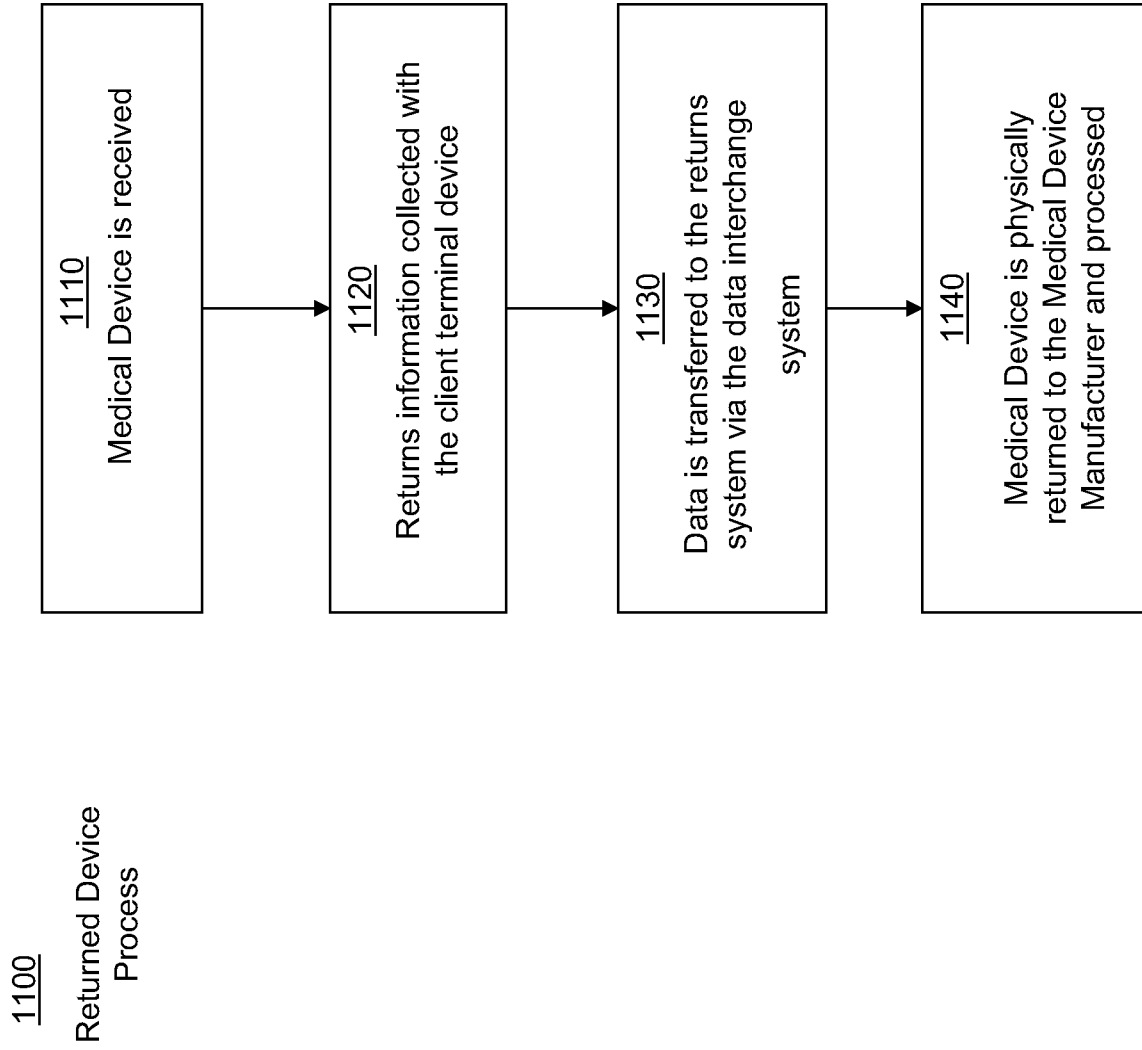 1100
Returned Device
Process
1110
Medical Device is received
1120
Returns information collected with
the client terminal device
1130
Data is transferred to the returns
system via the data interchange
system
1140
Medical Device is physically
returned to the Medical Device
Manufacturer and processed